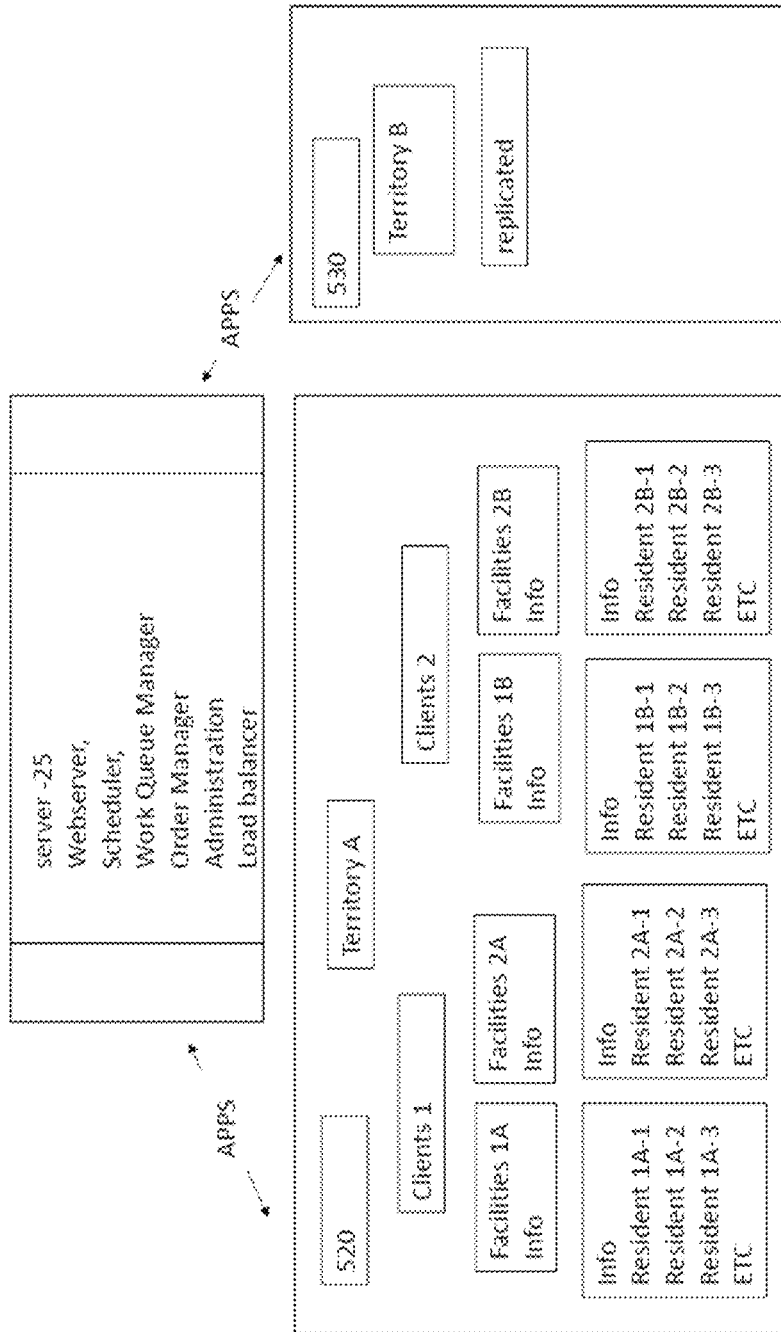 server -25
Webserver,
Scheduler,
Work Queue Manager
Order Manager
Administration
Load balancer
APPS
APPS
520
Territory A
Clients 1
Clients 2
Facilities 1A
Info
Facilities 2A
Info
Facilities 1B
Info
Facilities 2B
Info
Info
Resident 1A-1
Resident 1A-2
Resident 1A-3
ETC
Info
Resident 2A-1
Resident 2A-2
Resident 2A-3
ETC
Info
Resident 1B-1
Resident 1B-2
Resident 1B-3
ETC
Info
Resident 2B-1
Resident 2B-2
Resident 2B-3
ETC
530
Territory B
replicated